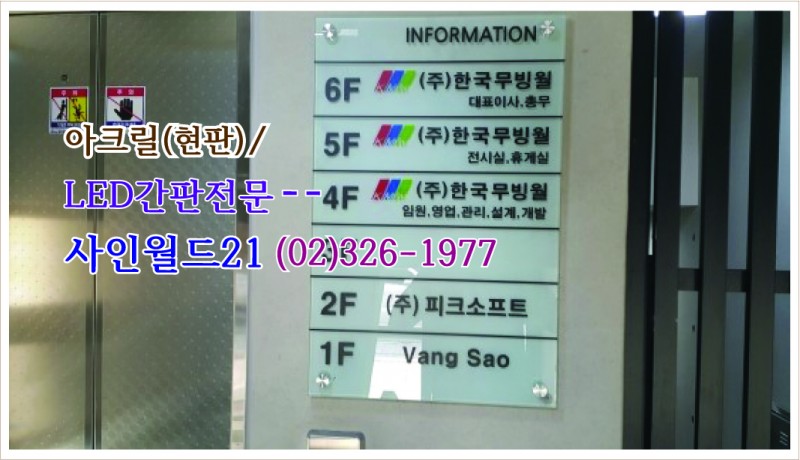 INFORMATION
6F (주)한국무빙월
대표이사,총무
5F (주)한국무빙월
전시실,휴게실
4F (주)한국무빙월
임원,영업,관리,설계,개발
2F (주) 피크소프트
1F Vang Sao
주의
아크릴(현판)/
LED간판전문--
사인월드21 (02)326-1977